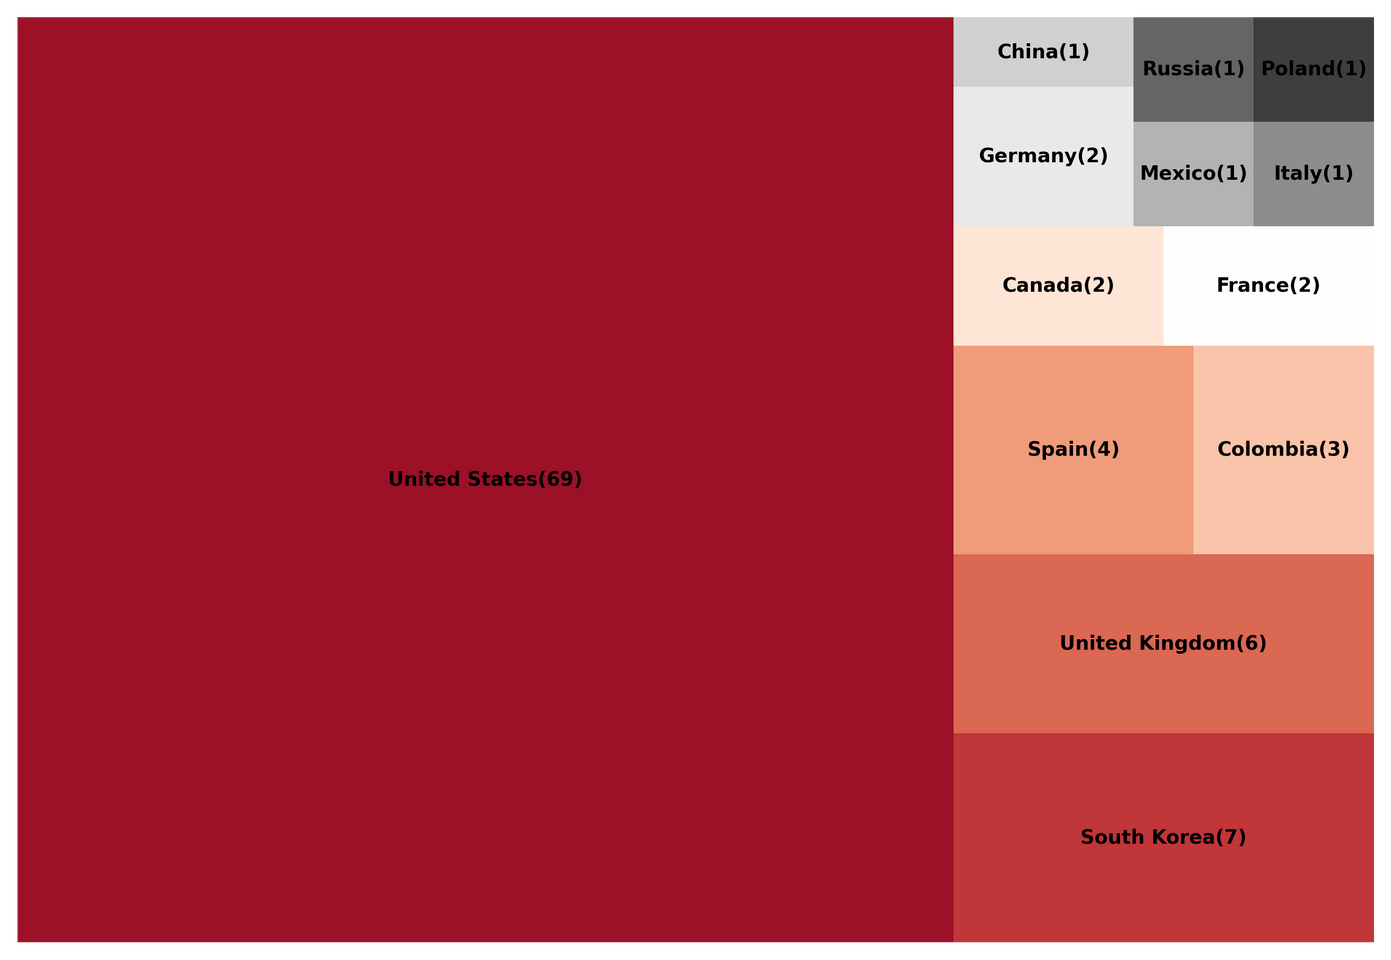 China(1)
Russia(1)
Poland(1)
Germany(2)
Mexico(1)
Italy(1)
Canada(2)
France(2)
Spain(4)
Colombia(3)
United States(69)
United Kingdom(6)
South Korea(7)